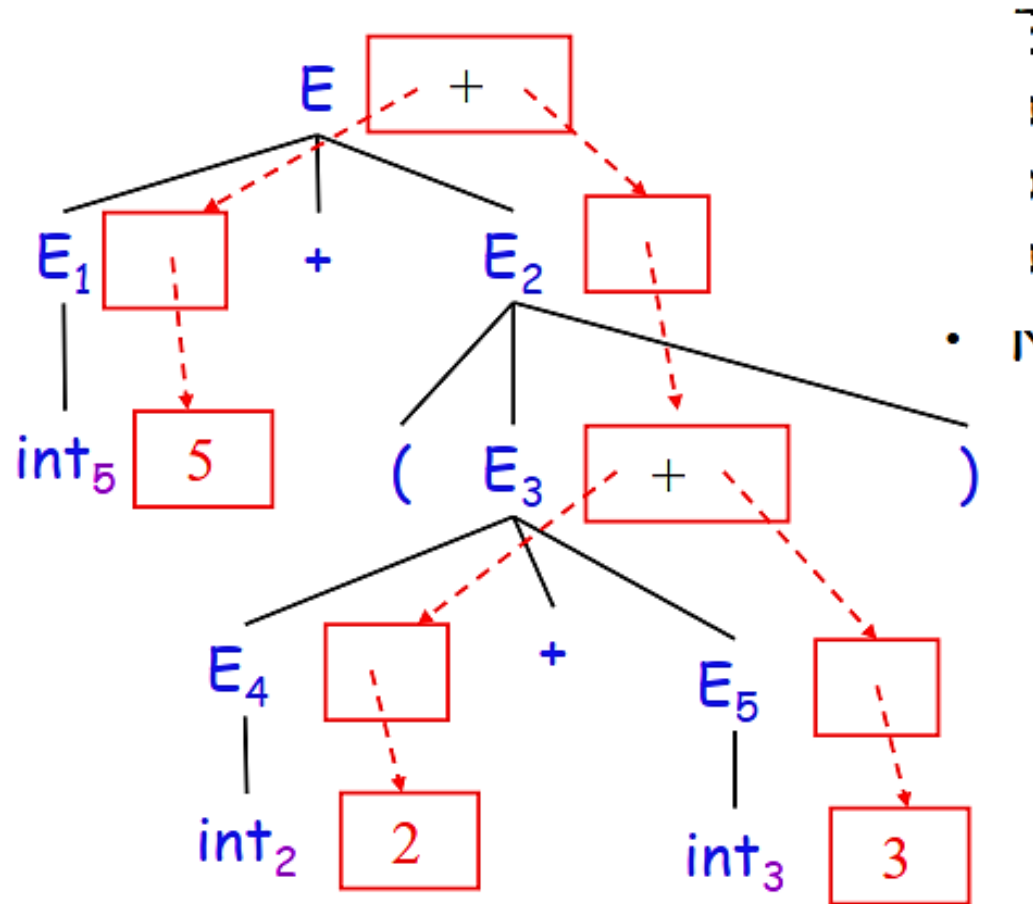 E +
E₁ + E₂
int₅ 5 ( E₃ + )
E₄ + E₅
int₂ 2 int₃ 3